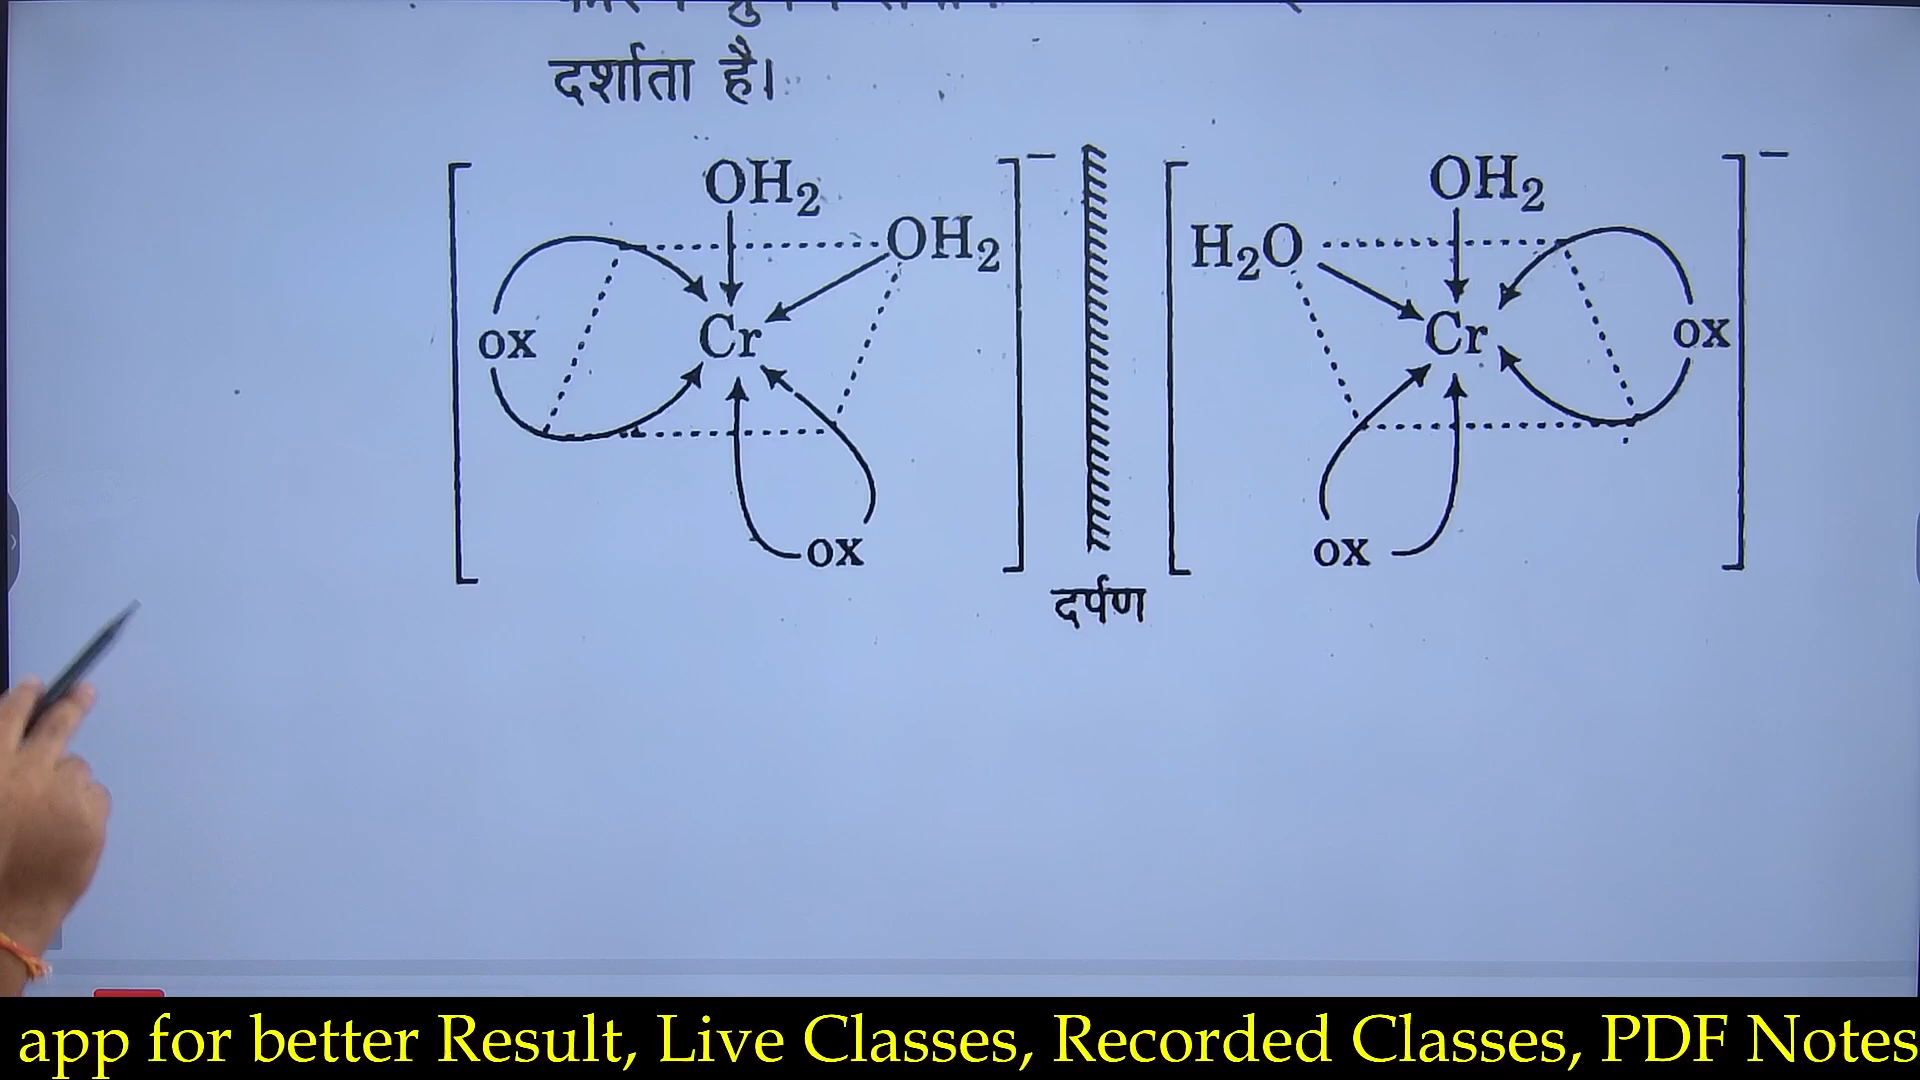 दर्शाता है।
OH₂ OH₂
OH₂ H₂O
ox Cr Cr ox
ox ox
दर्पण
app for better Result, Live Classes, Recorded Classes, PDF Notes